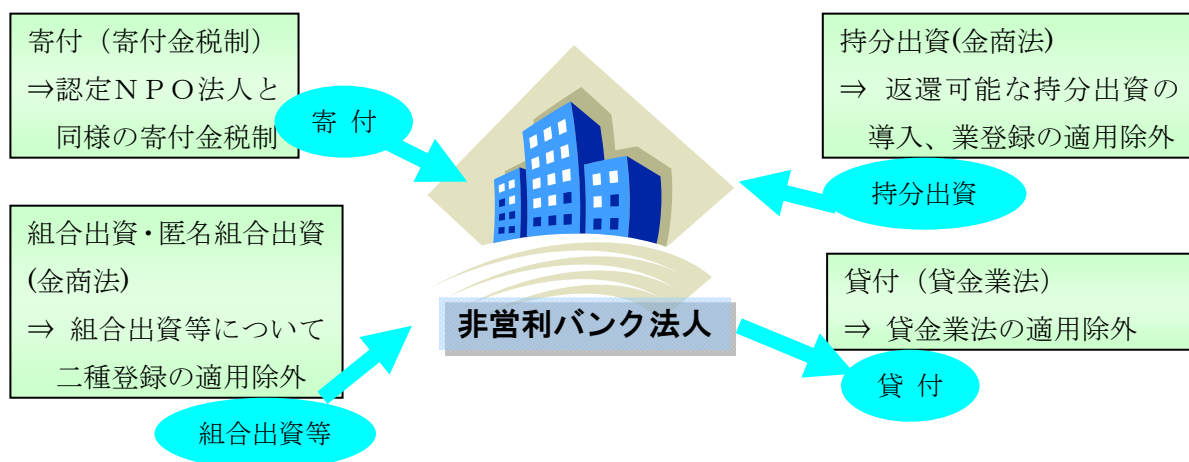 寄付（寄付金税制）
⇒認定ＮＰＯ法人と
同様の寄付金税制
寄 付
持分出資(金商法)
⇒ 返還可能な持分出資の
導入、業登録の適用除外
持分出資
組合出資・匿名組合出資
(金商法)
⇒ 組合出資等について
二種登録の適用除外
組合出資等
非営利バンク法人
貸付（貸金業法）
⇒ 貸金業法の適用除外
貸 付